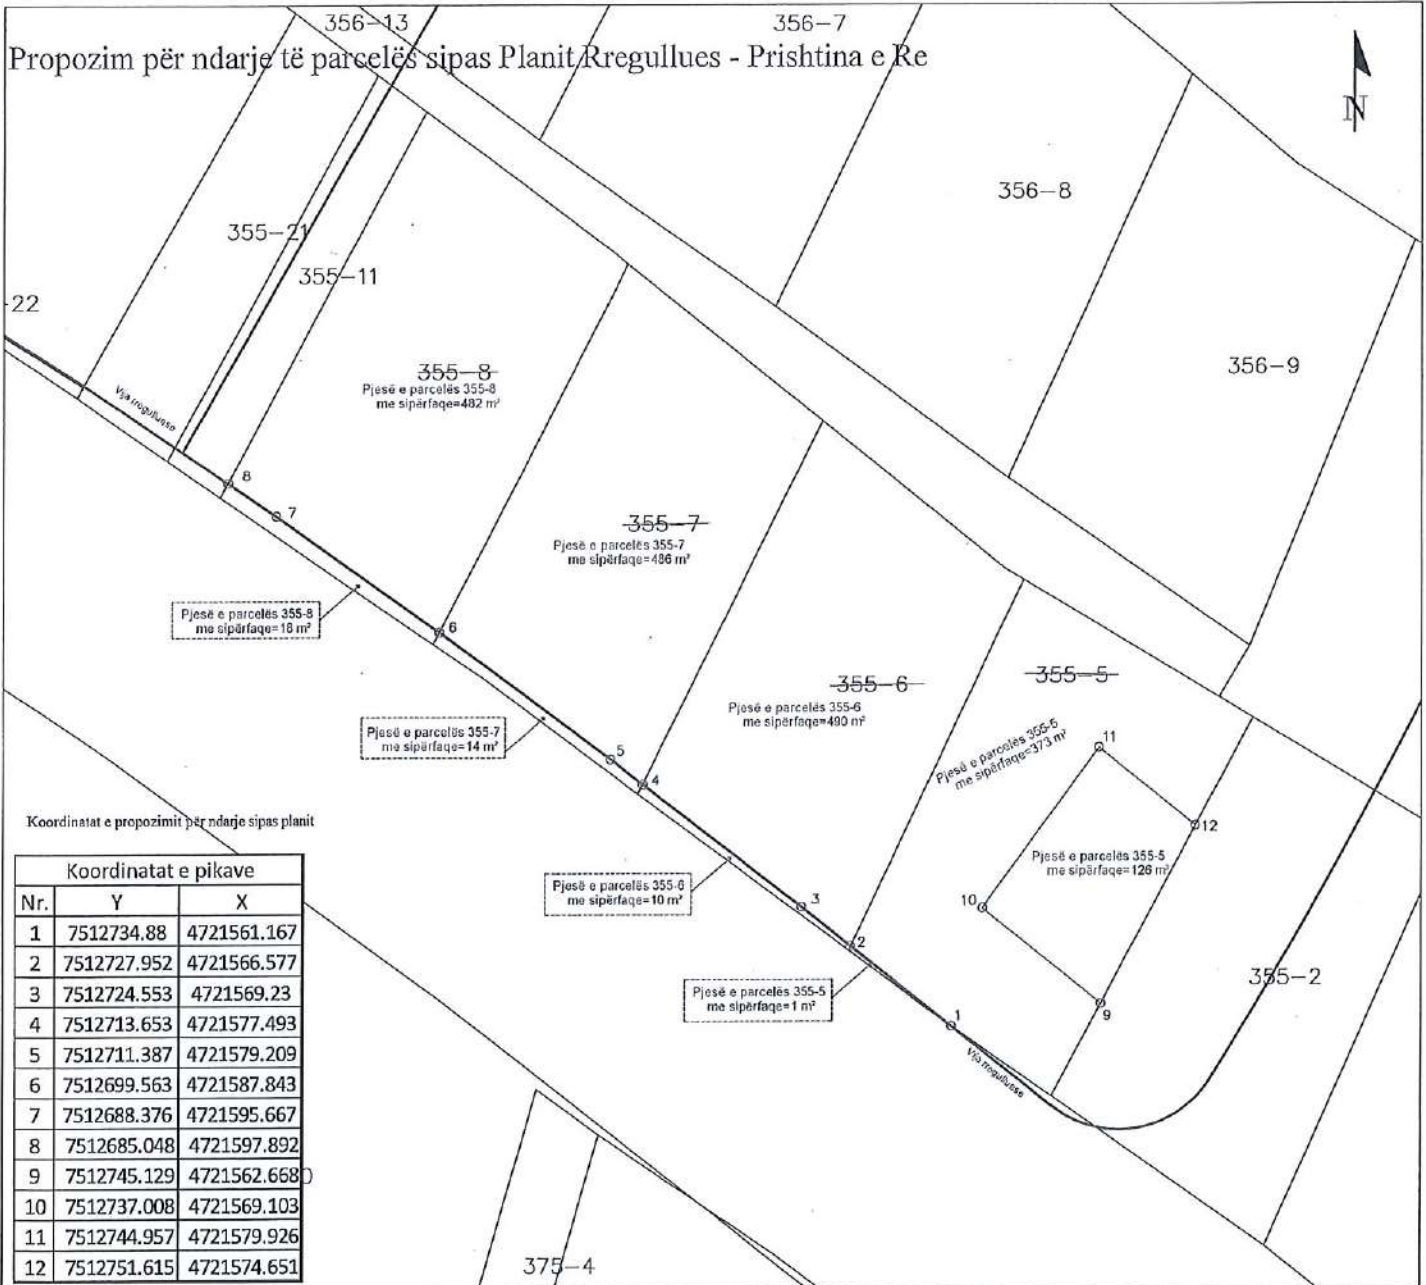 356-13
356-7
Propozim për ndarje të parcelës sipas Planit Rregullues - Prishtina e Re
N
356-8
355-21
355-11
22
356-9
355-8
Pjesë e parcelës 355-8
me sipërfaqe=482 m²
Vija rregulluese
8
7
355-7
Pjesë e parcelës 355-7
me sipërfaqe=486 m²
Pjesë e parcelës 355-8
me sipërfaqe=18 m²
6
355-6
Pjesë e parcelës 355-6
me sipërfaqe=490 m²
355-5
Pjesë e parcelës 355-5
me sipërfaqe=373 m²
11
Pjesë e parcelës 355-7
me sipërfaqe=14 m²
5
4
12
Pjesë e parcelës 355-5
me sipërfaqe=126 m²
10
Pjesë e parcelës 355-6
me sipërfaqe=10 m²
3
2
355-2
Pjesë e parcelës 355-5
me sipërfaqe=1 m²
9
1
Vija rregulluese
Koordinatat e propozimit për ndarje sipas planit
Koordinatat e pikave
Nr. Y X
1 7512734.88 4721561.167
2 7512727.952 4721566.577
3 7512724.553 4721569.23
4 7512713.653 4721577.493
5 7512711.387 4721579.209
6 7512699.563 4721587.843
7 7512688.376 4721595.667
8 7512685.048 4721597.892
9 7512745.129 4721562.668
10 7512737.008 4721569.103
11 7512744.957 4721579.926
12 7512751.615 4721574.651
375-4